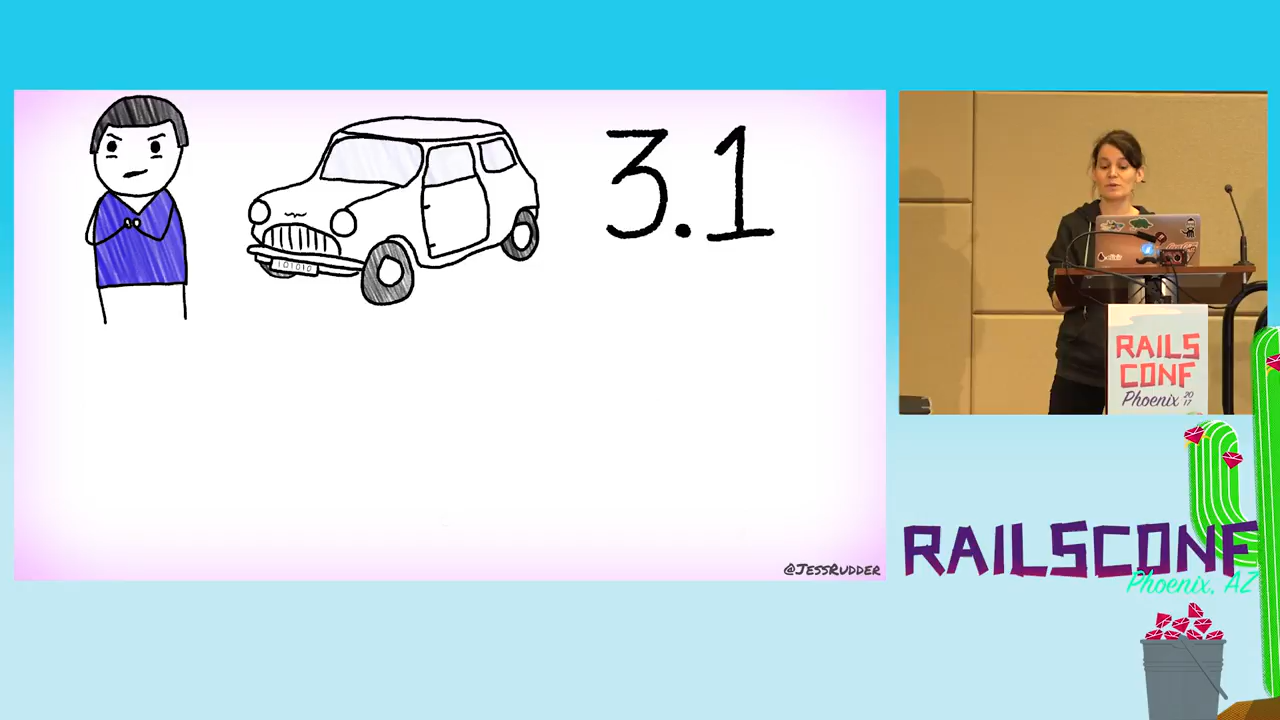 3.1
101010
@JessRudder
RAILS
CONF
Phoenix 2017
RAILSCONF
Phoenix, AZ